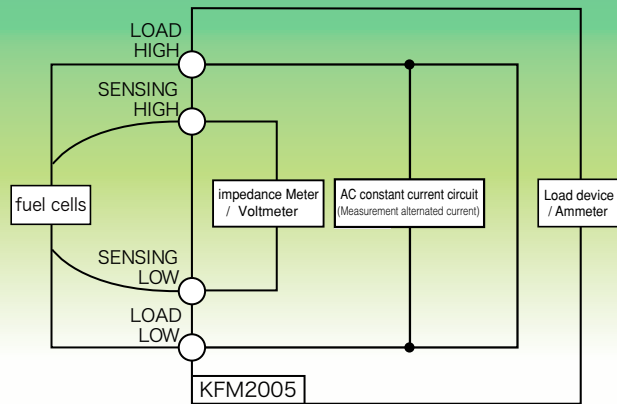 LOAD
HIGH
SENSING
HIGH
fuel cells
impedance Meter
/ Voltmeter
AC constant current circuit
(Measurement alternated current)
Load device
/ Ammeter
SENSING
LOW
LOAD
LOW
KFM2005